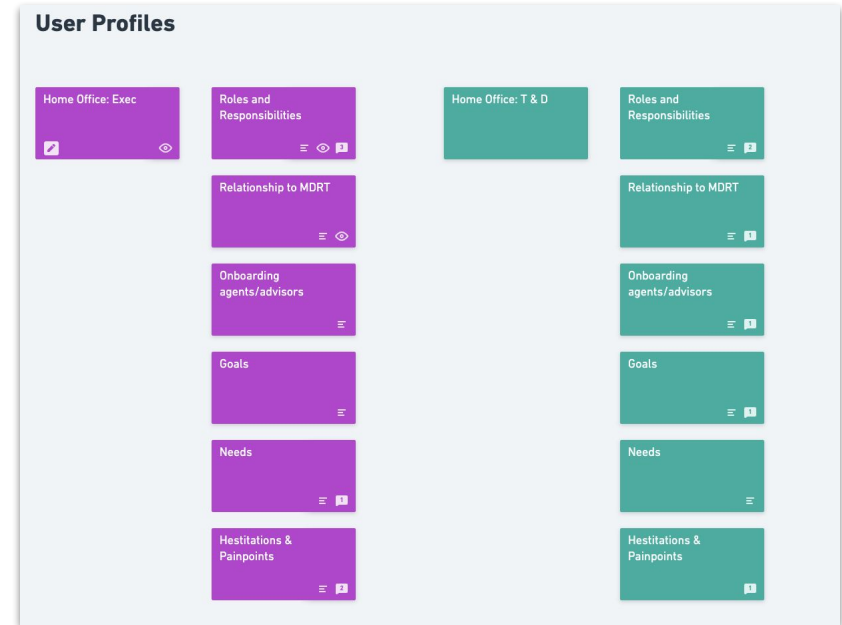 User Profiles
Home Office: Exec
Roles and
Responsibilities
3
Relationship to MDRT
Onboarding
agents/advisors
Goals
Needs
1
Hestitations &
Painpoints
2
Home Office: T & D
Roles and
Responsibilities
2
Relationship to MDRT
1
Onboarding
agents/advisors
1
Goals
1
Needs
Hestitations &
Painpoints
1